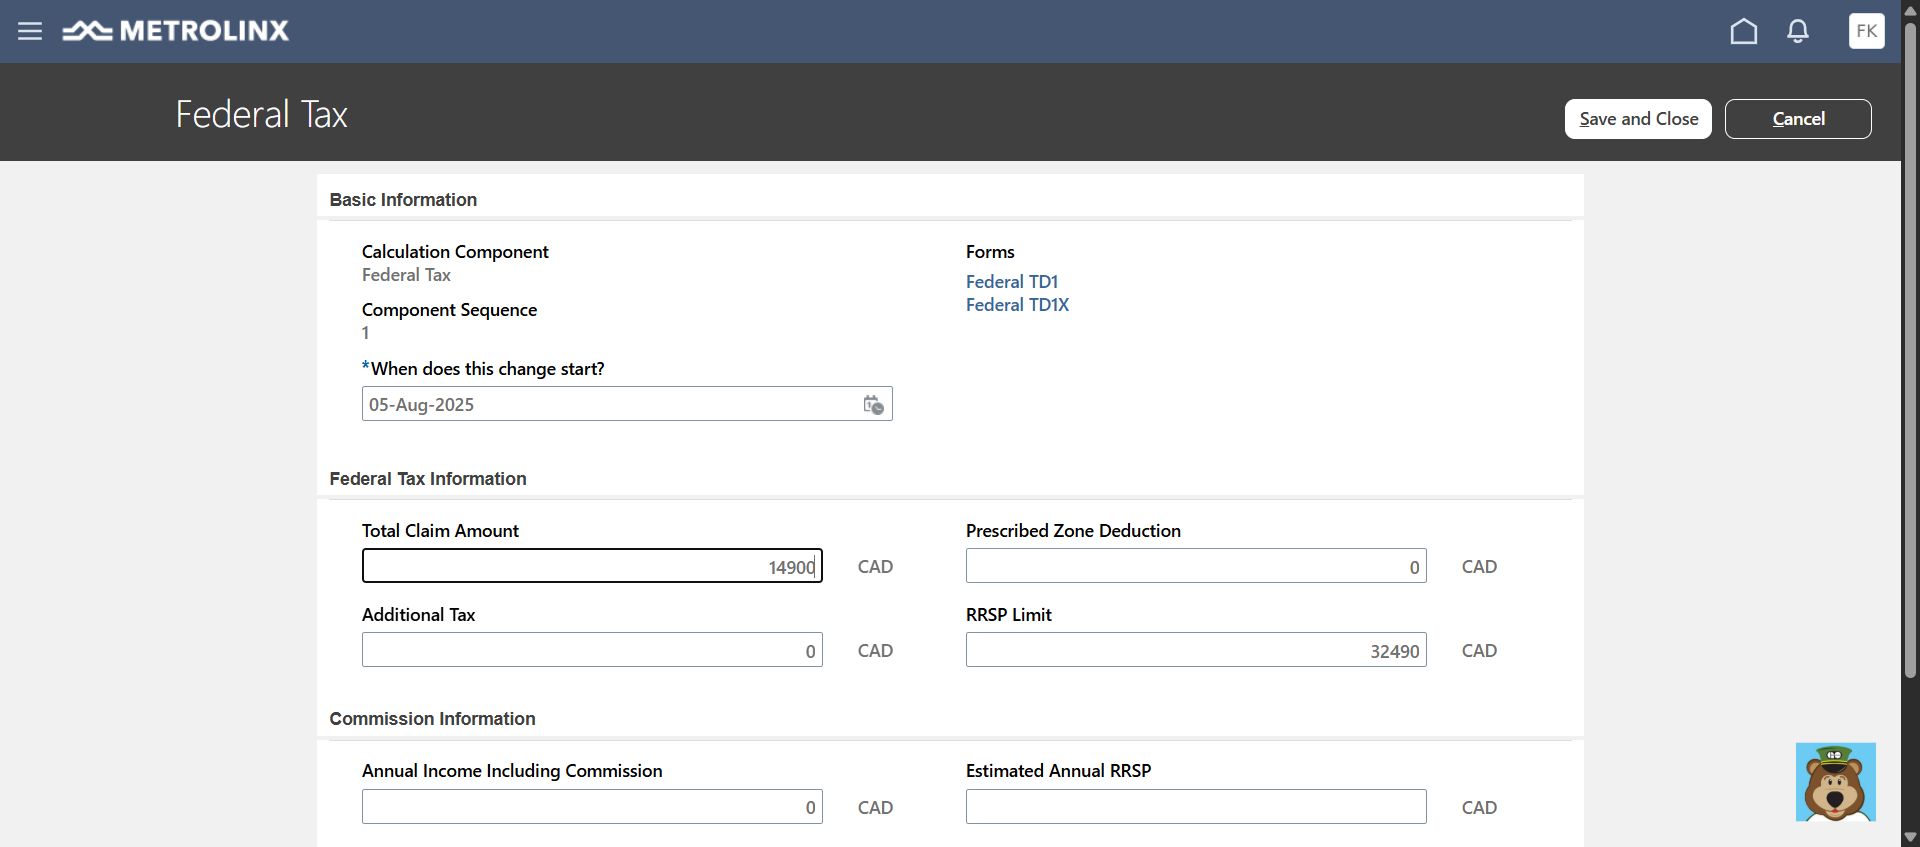 METROLINX
FK
Federal Tax
Save and Close
Cancel
Basic Information
Calculation Component
Federal Tax
Component Sequence
1
*When does this change start?
05-Aug-2025
Forms
Federal TD1
Federal TD1X
Federal Tax Information
Total Claim Amount
14900 CAD
Prescribed Zone Deduction
0 CAD
Additional Tax
0 CAD
RRSP Limit
32490 CAD
Commission Information
Annual Income Including Commission
0 CAD
Estimated Annual RRSP
CAD